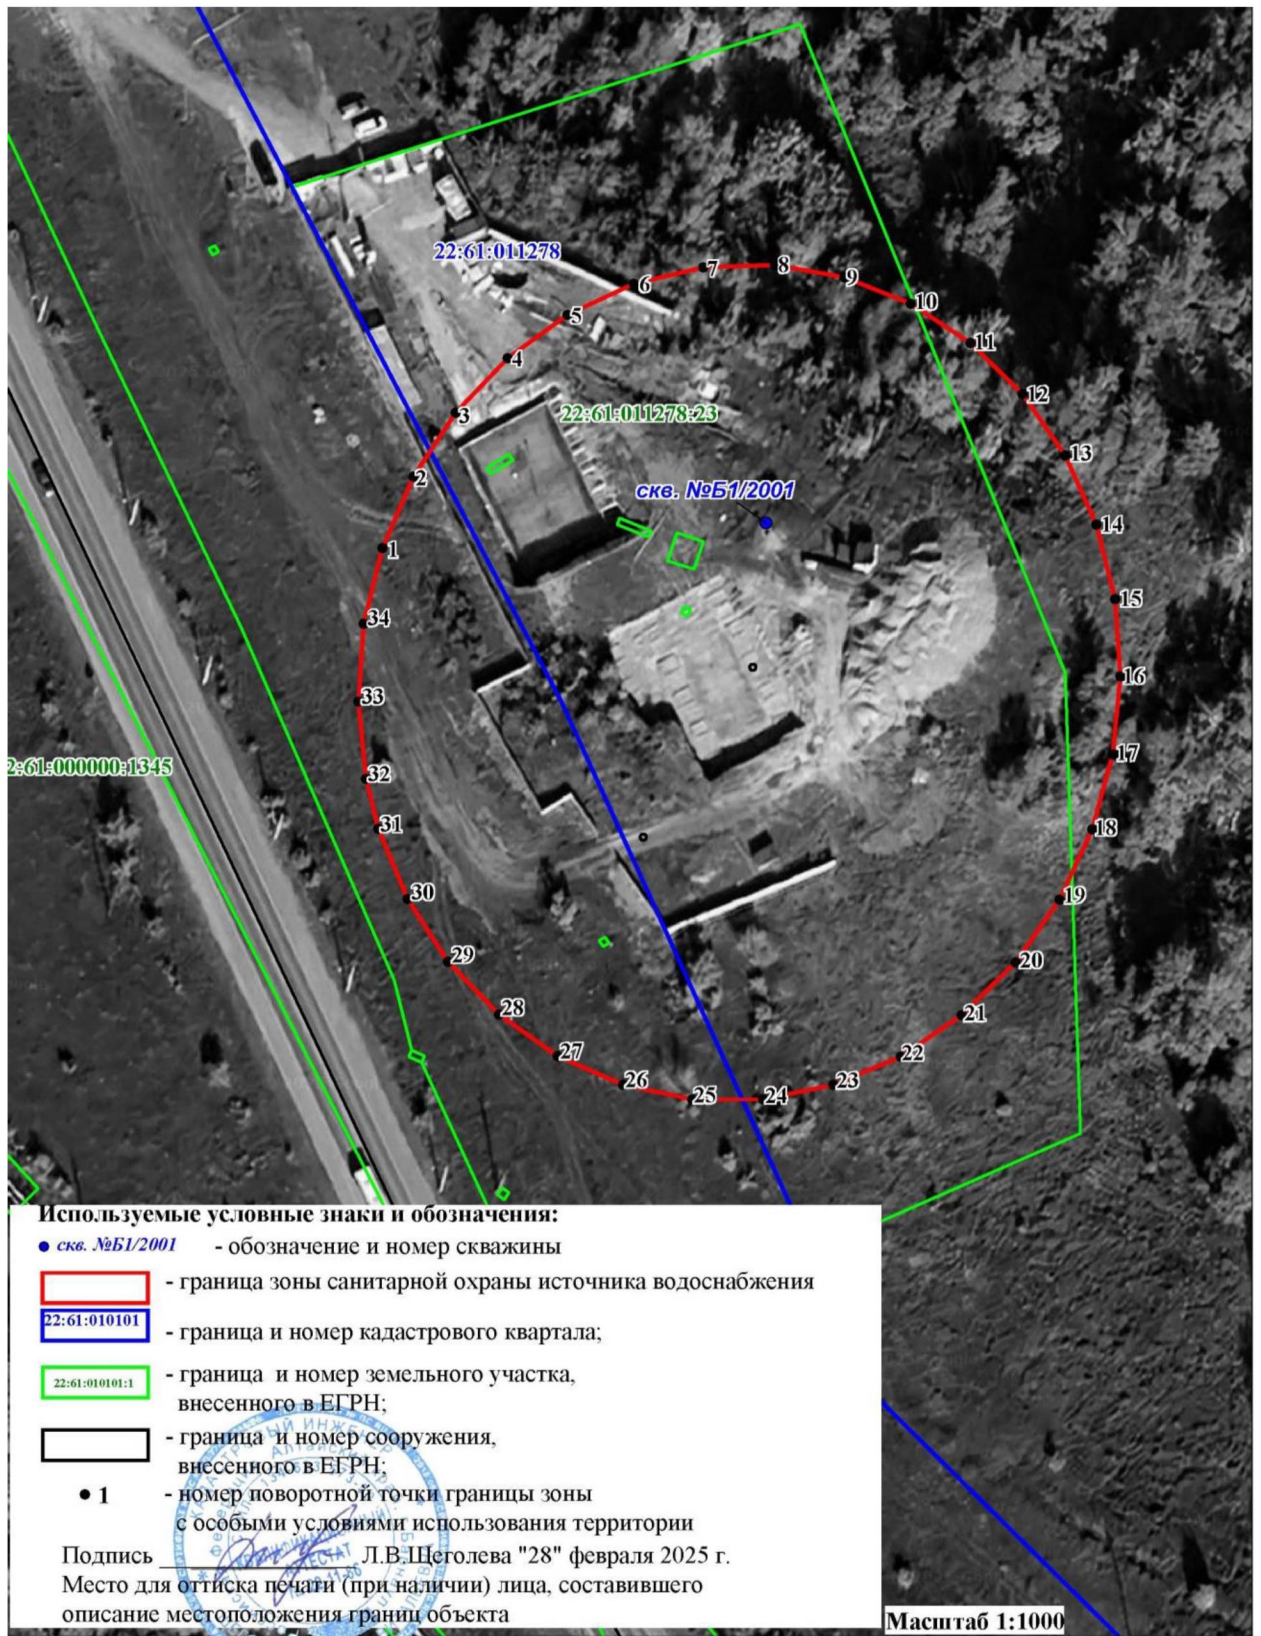 22:61:011278
8
7
9
6
10
5
11
4
12
22:61:011278:23
3
13
2
скв. №Б1/2001
14
1
15
34
16
33
17
2:61:000000:1345
32
31
18
30
19
29
20
28
21
27
22
26
23
25
24
Используемые условные знаки и обозначения:
скв. №Б1/2001 - обозначение и номер скважины
- граница зоны санитарной охраны источника водоснабжения
22:61:010101
- граница и номер кадастрового квартала;
22:61:010101:1
- граница и номер земельного участка,
внесенного в ЕГРН;
- граница и номер сооружения,
внесенного в ЕГРН;
1 - номер поворотной точки границы зоны
с особыми условиями использования территории
Подпись ________________ Л.В.Щеголева "28" февраля 2025 г.
Место для оттиска печати (при наличии) лица, составившего
описание местоположения границ объекта
Масштаб 1:1000
КАДАСТРОВЫЙ ИНЖЕНЕР
АТТЕСТАТ